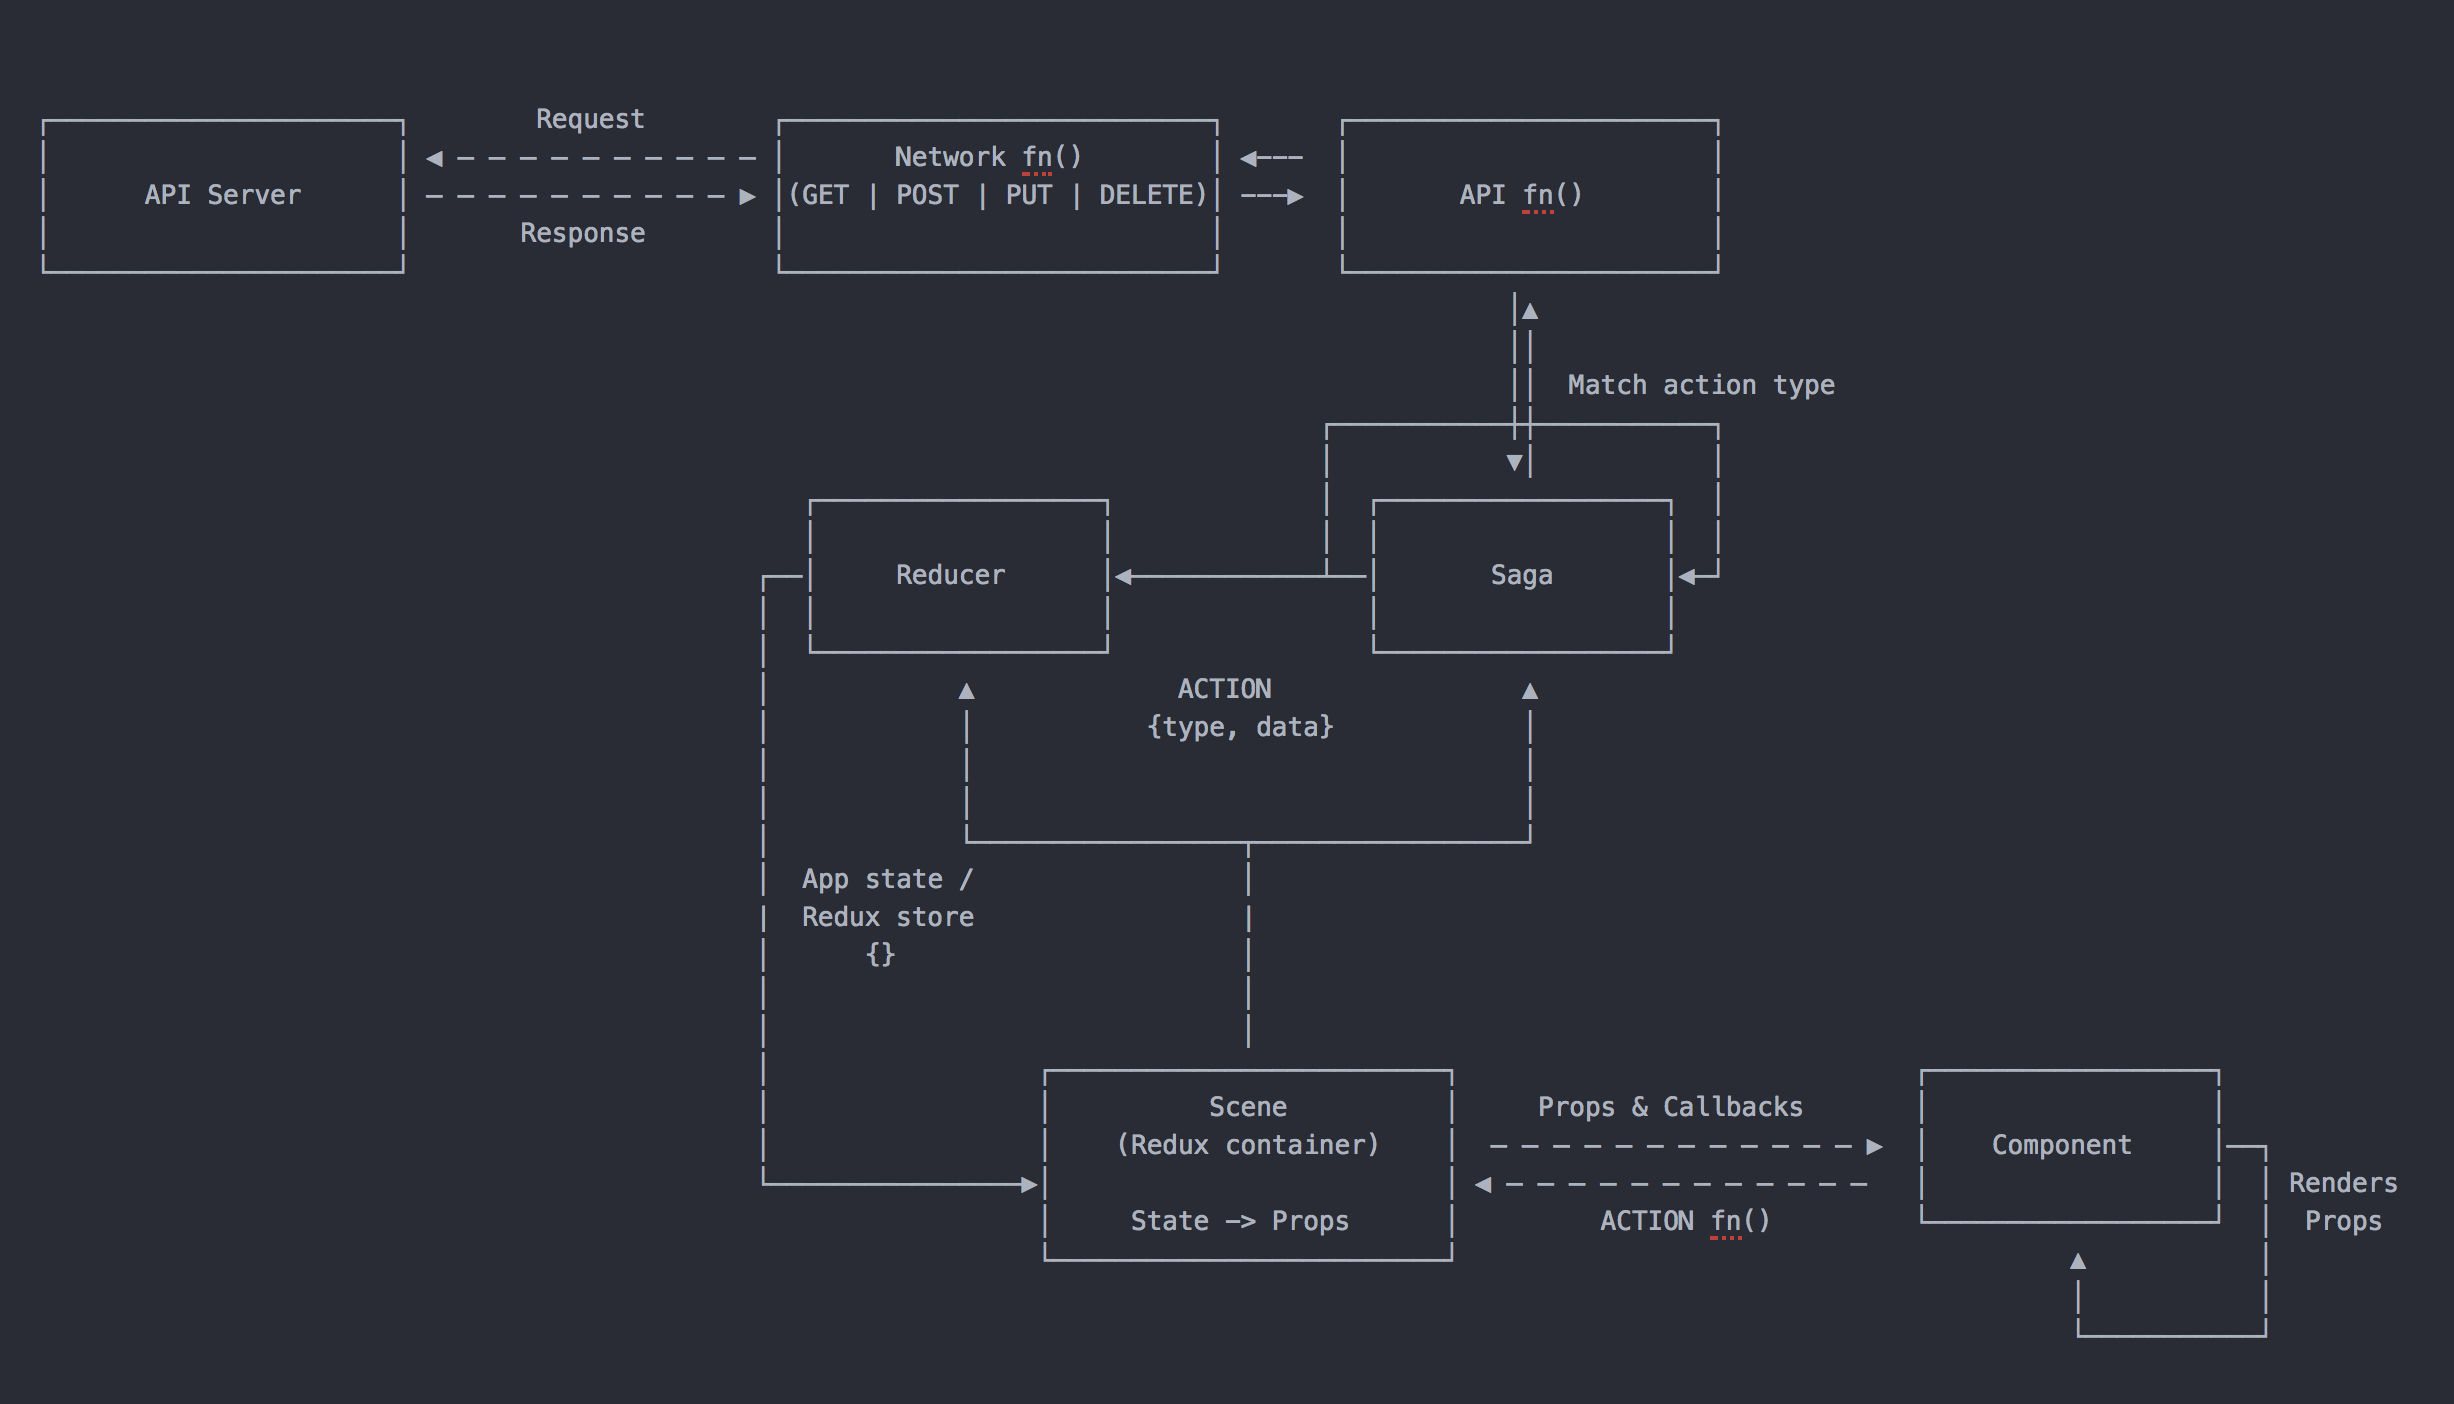 Request
API Server
Response
Network fn()
(GET | POST | PUT | DELETE)
API fn()
Match action type
Reducer
Saga
ACTION
{type, data}
App state /
Redux store
{}
Scene
(Redux container)
State —> Props
Props & Callbacks
ACTION fn()
Component
Renders
Props